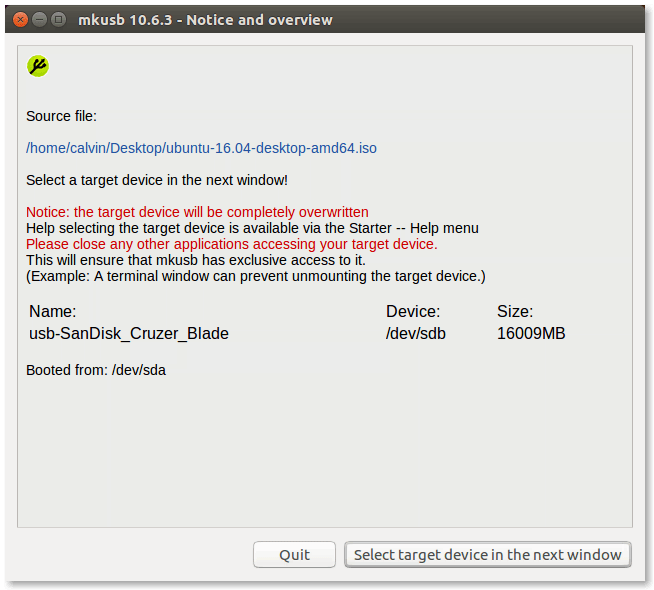 mkusb 10.6.3 - Notice and overview
Source file:
/home/calvin/Desktop/ubuntu-16.04-desktop-amd64.iso
Select a target device in the next window!
Notice: the target device will be completely overwritten
Help selecting the target device is available via the Starter -- Help menu
Please close any other applications accessing your target device.
This will ensure that mkusb has exclusive access to it.
(Example: A terminal window can prevent unmounting the target device.)
Name: Device: Size:
usb-SanDisk_Cruzer_Blade /dev/sdb 16009MB
Booted from: /dev/sda
Quit Select target device in the next window